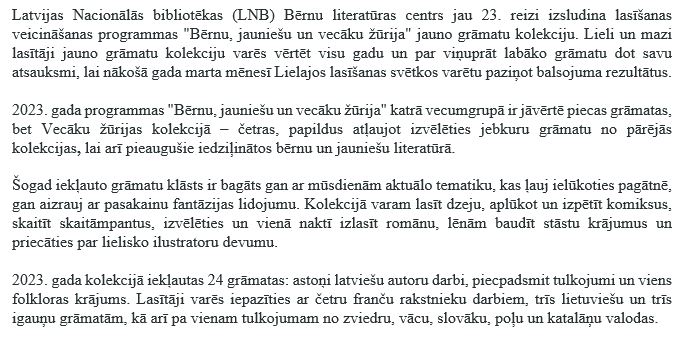 Latvijas Nacionālās bibliotēkas (LNB) Bērnu literatūras centrs jau 23. reizi izsludina lasīšanas
veicināšanas programmas "Bērnu, jauniešu un vecāku žūrija" jauno grāmatu kolekciju. Lieli un mazi
lasītāji jauno grāmatu kolekciju varēs vērtēt visu gadu un par viņuprāt labāko grāmatu dot savu
atsauksmi, lai nākošā gada marta mēnesī Lielajos lasīšanas svētkos varētu paziņot balsojuma rezultātus.
2023. gada programmas "Bērnu, jauniešu un vecāku žūrija" katrā vecumgrupā ir jāvērtē piecas grāmatas,
bet Vecāku žūrijas kolekcijā – četras, papildus atļaujot izvēlēties jebkuru grāmatu no pārējās
kolekcijas, lai arī pieaugušie iedziļinātos bērnu un jauniešu literatūrā.
Šogad iekļauto grāmatu klāsts ir bagāts gan ar mūsdienām aktuālo tematiku, kas ļauj ielūkoties pagātnē,
gan aizrauj ar pasakainu fantāzijas lidojumu. Kolekcijā varam lasīt dzeju, aplūkot un izpētīt komiksus,
skaitīt skaitāmpantus, izvēlēties un vienā naktī izlasīt romānu, lēnām baudīt stāstu krājumus un
priecāties par lielisko ilustratoru devumu.
2023. gada kolekcijā iekļautas 24 grāmatas: astoņi latviešu autoru darbi, piecpadsmit tulkojumi un viens
folkloras krājums. Lasītāji varēs iepazīties ar četru franču rakstnieku darbiem, trīs lietuviešu un trīs
igauņu grāmatām, kā arī pa vienam tulkojumam no zviedru, vācu, slovāku, poļu un katalāņu valodas.